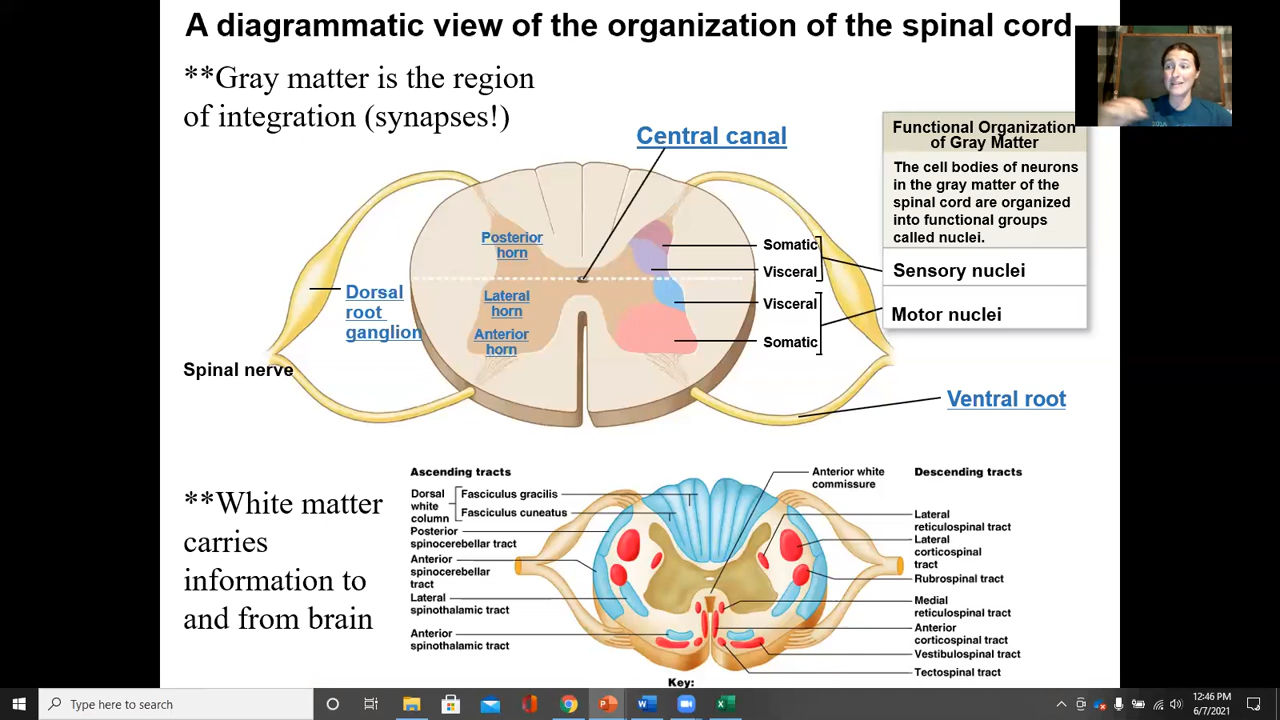 A diagrammatic view of the organization of the spinal cord
**Gray matter is the region
of integration (synapses!)
Central canal
Functional Organization
of Gray Matter
The cell bodies of neurons
in the gray matter of the
spinal cord are organized
into functional groups
called nuclei.
Sensory nuclei
Motor nuclei
Posterior
horn
Somatic
Visceral
Dorsal
root
ganglion
Lateral
horn
Anterior
horn
Visceral
Somatic
Spinal nerve
Ventral root
**White matter
carries
information to
and from brain
Ascending tracts
Dorsal
white
column
Fasciculus gracilis
Fasciculus cuneatus
Posterior
spinocerebellar tract
Anterior
spinocerebellar
tract
Lateral
spinothalamic tract
Anterior
spinothalamic tract
Anterior white
commissure
Descending tracts
Lateral
reticulospinal tract
Lateral
corticospinal
tract
Rubrospinal tract
Medial
reticulospinal tract
Anterior
corticospinal tract
Vestibulospinal tract
Tectospinal tract
Key:
Type here to search
12:46 PM
6/7/2021